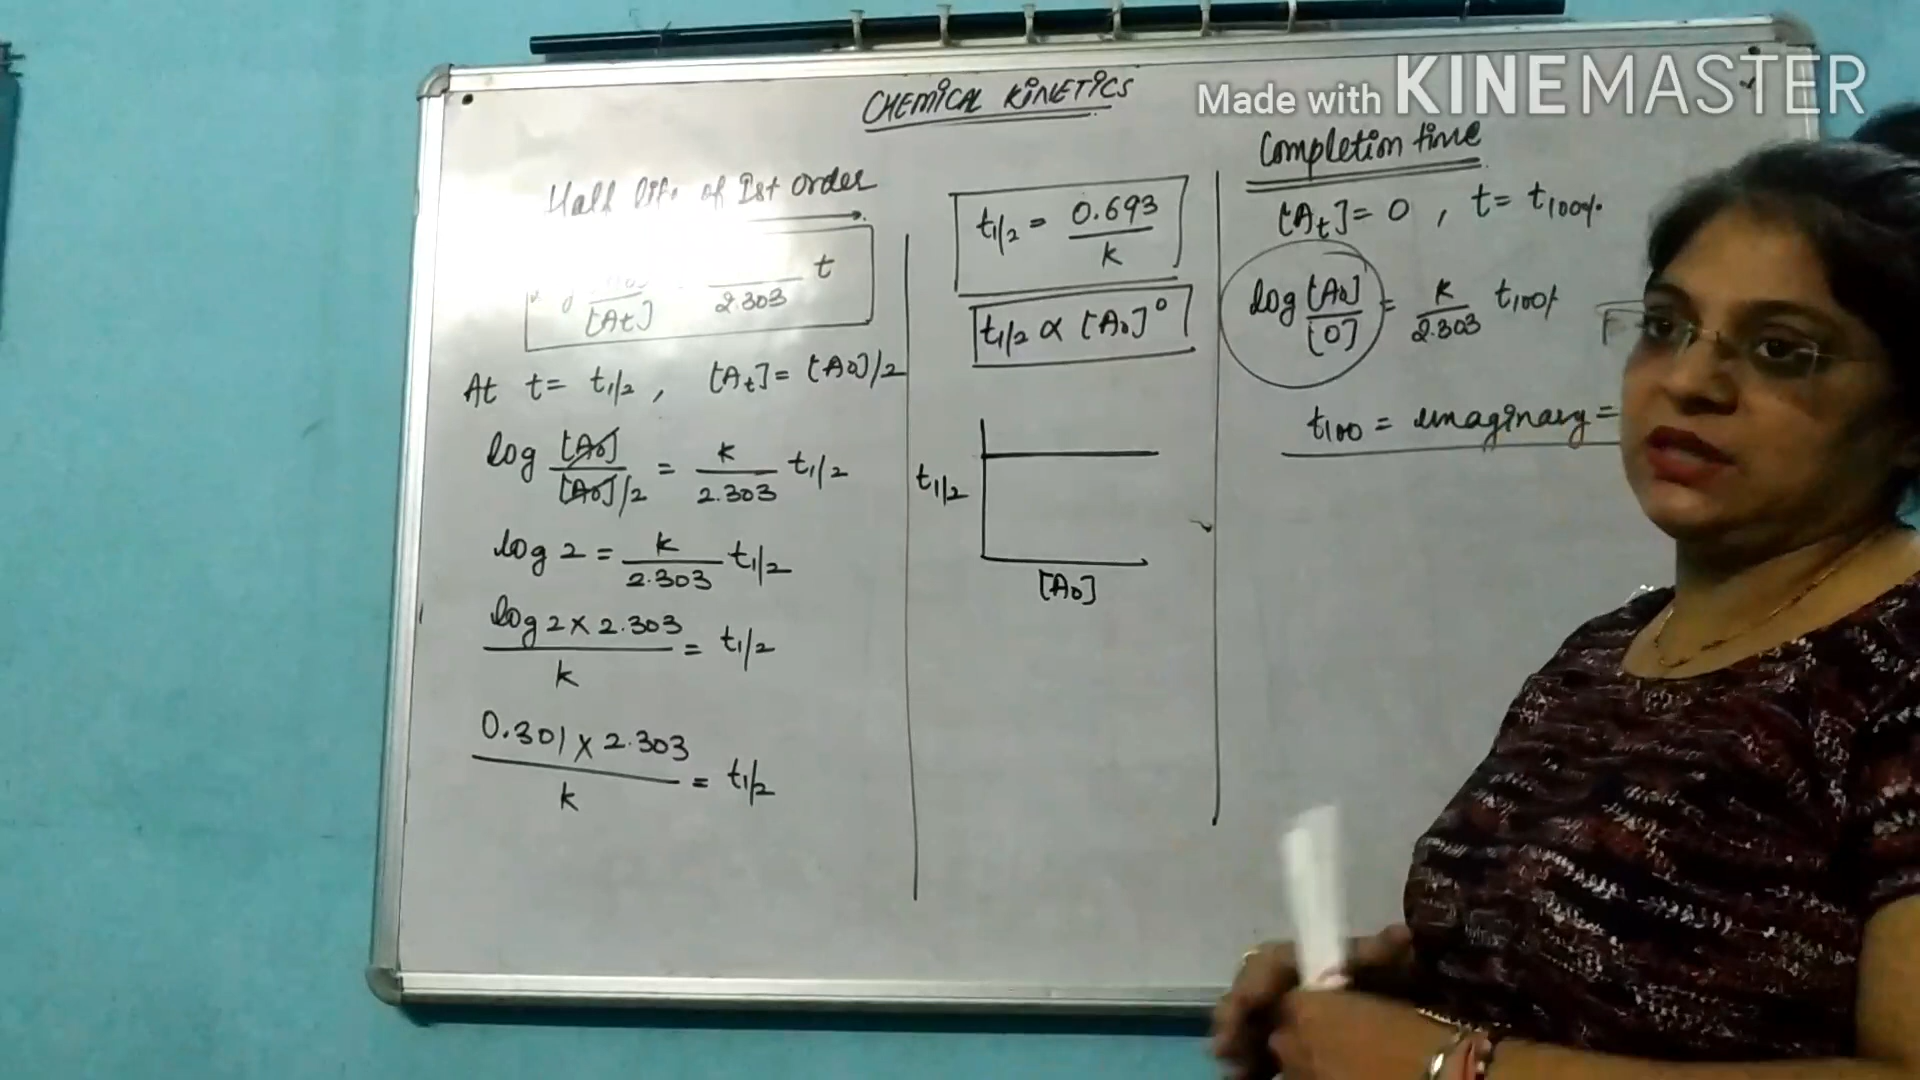 CHEMICAL KINETICS
Made with KINEMASTER
Half life of Ist order
[At] 2.303 t
At t = t1/2 , [At] = [A0]/2
log [A0]/[A0]/2 = k/2.303 t1/2
log 2 = k/2.303 t1/2
log 2 x 2.303/k = t1/2
0.301 x 2.303/k = t1/2
t1/2 = 0.693/k
t1/2 ∝ [A0]°
t1/2
[A0]
Completion time
[At] = 0 , t = t100%.
log [A0]/[0] = k/2.303 t100%
t100 = imaginary =